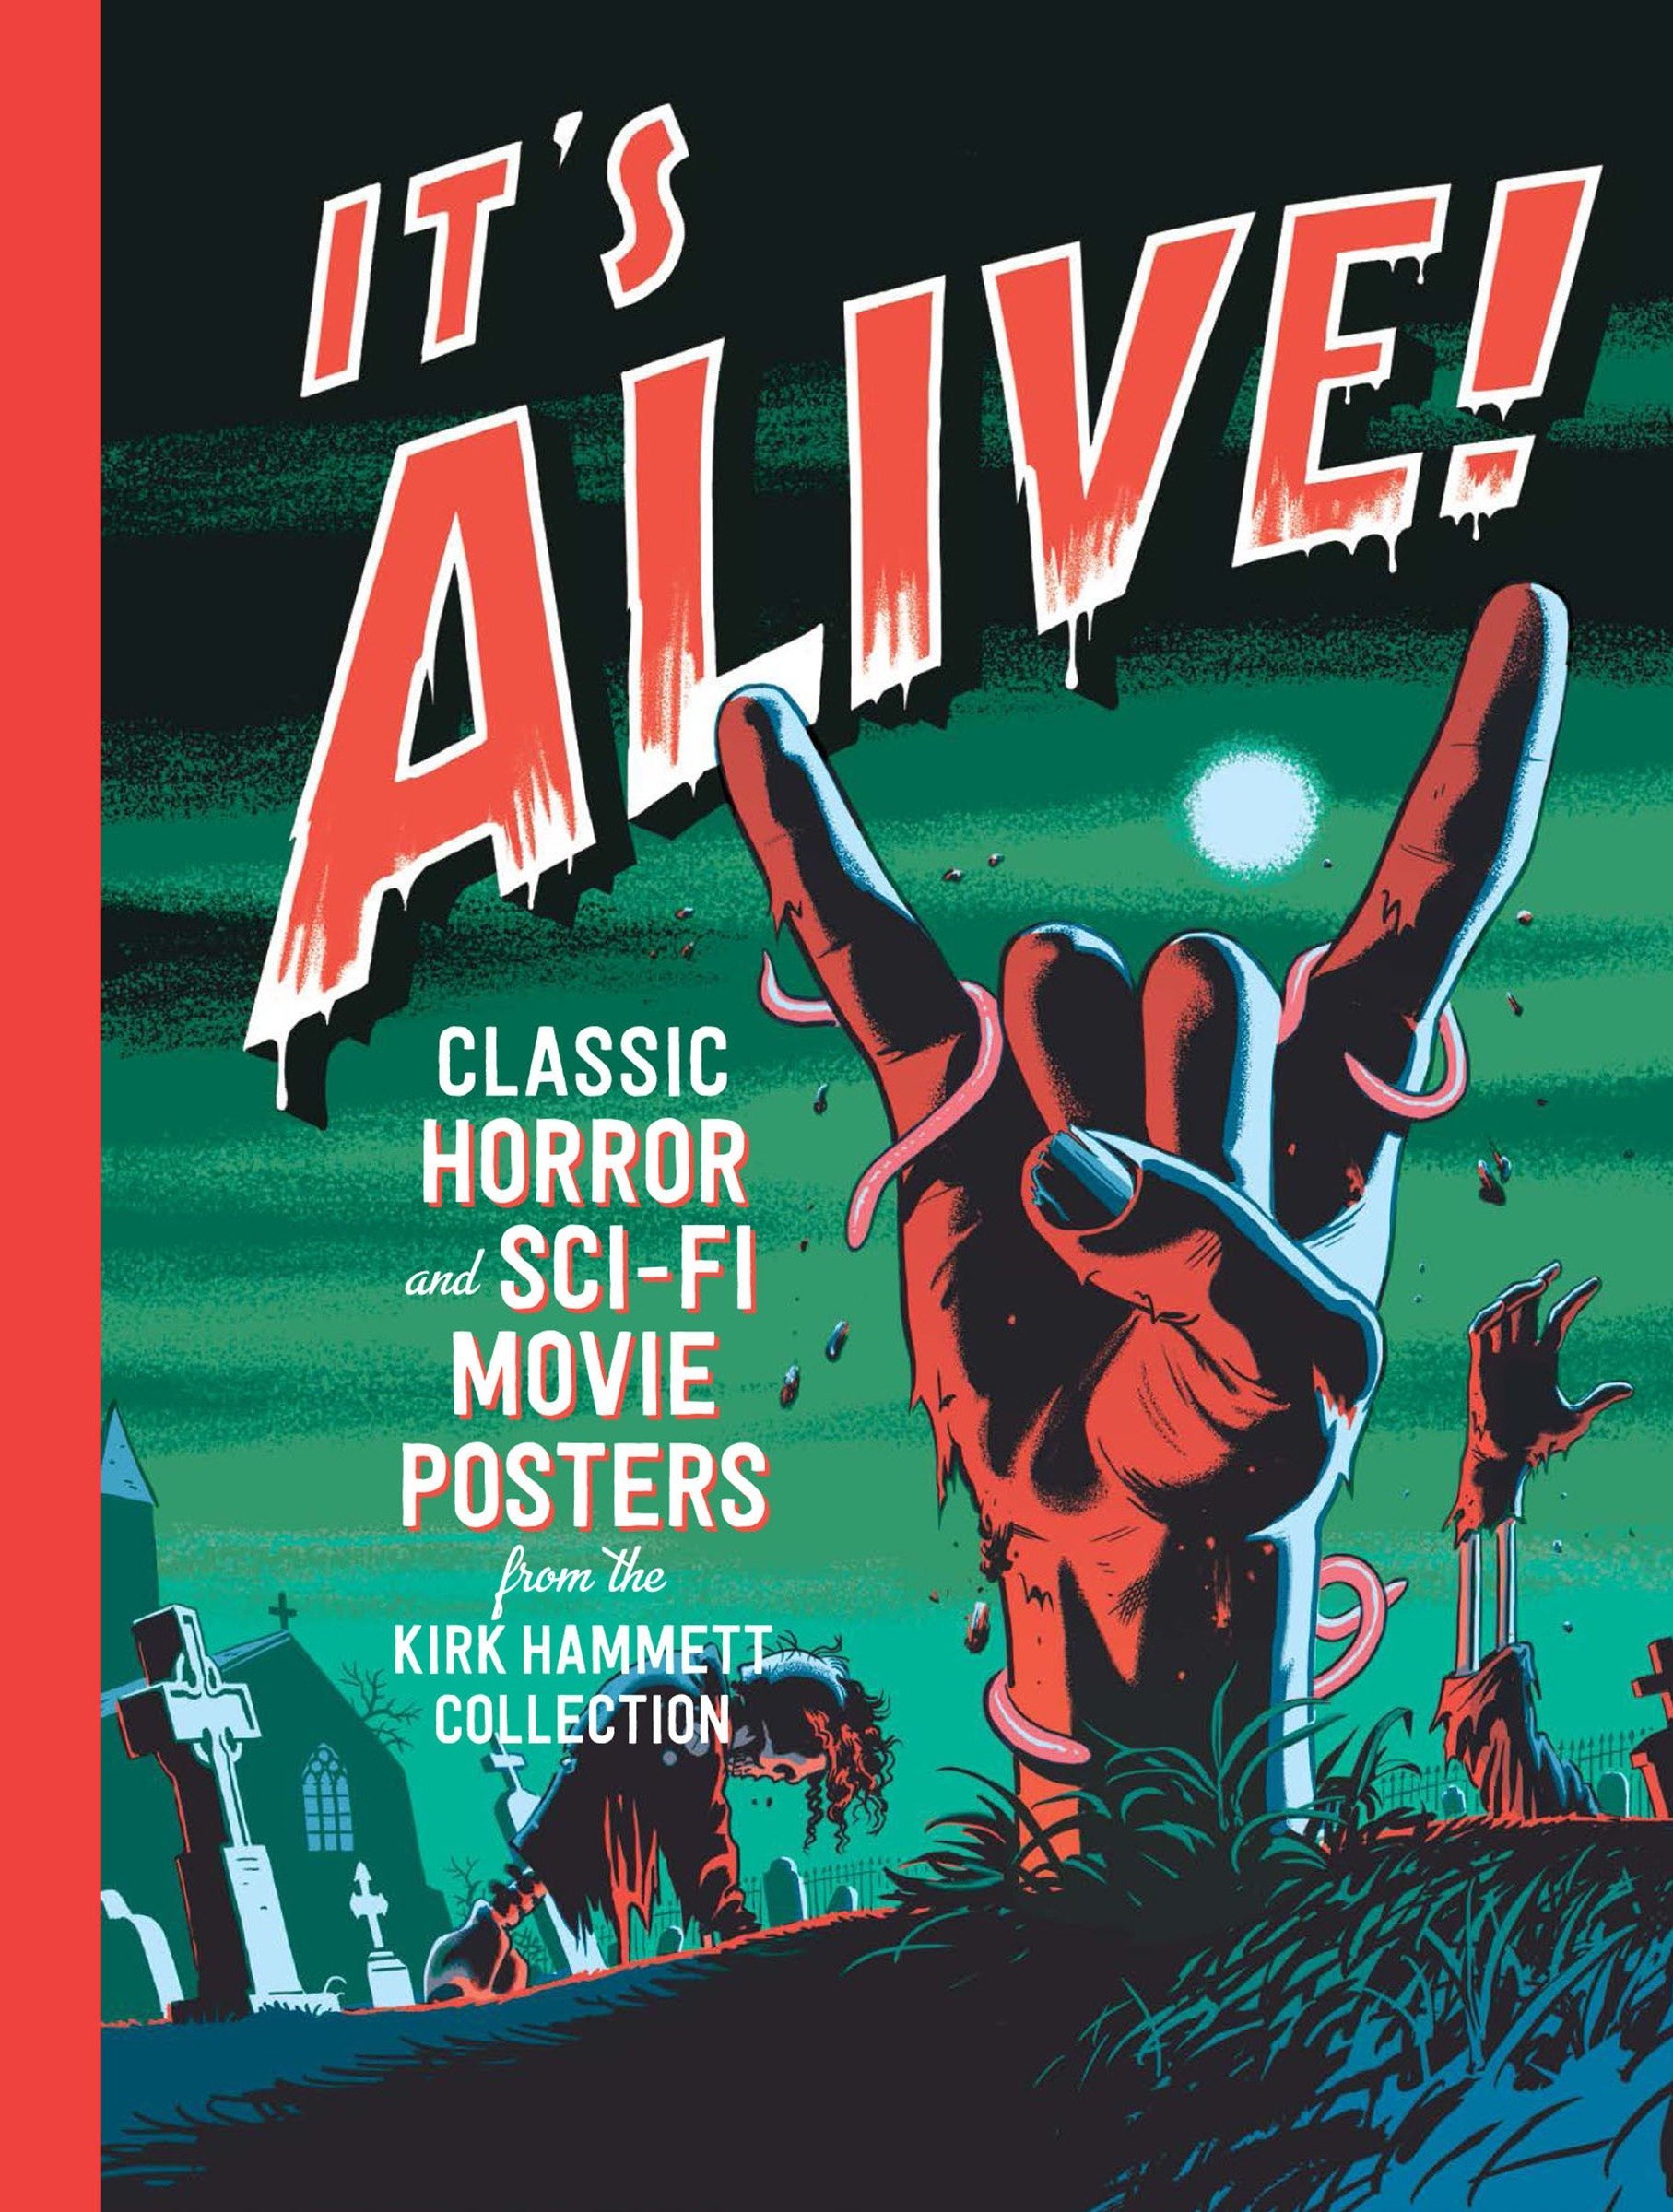 IT'S
ALIVE!
CLASSIC
HORROR
and SCI-FI
MOVIE
POSTERS
from the
KIRK HAMMETT
COLLECTION